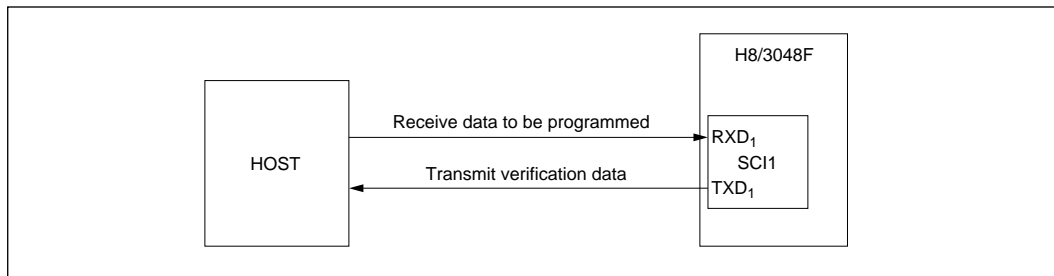 H8/3048F
Receive data to be programmed
RXD₁
HOST
SCI1
Transmit verification data
TXD₁